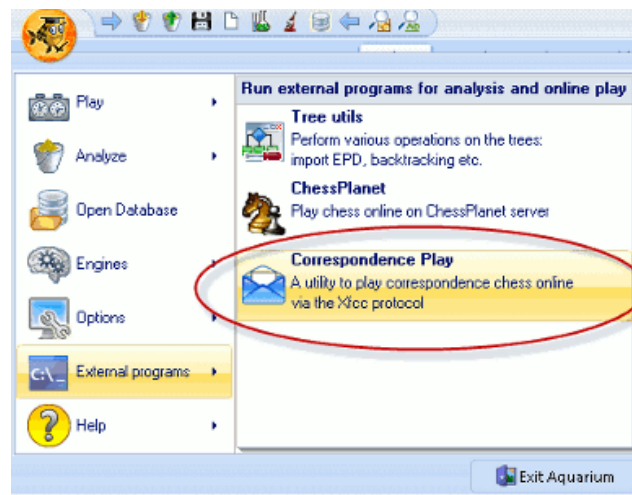 Play
Analyze
Open Database
Engines
Options
C:\_
External programs
Help
Run external programs for analysis and online play
Tree utils
Perform various operations on the trees:
import EPD, backtracking etc.
ChessPlanet
Play chess online on ChessPlanet server
Correspondence Play
A utility to play correspondence chess online
via the Xfcc protocol
Exit Aquarium